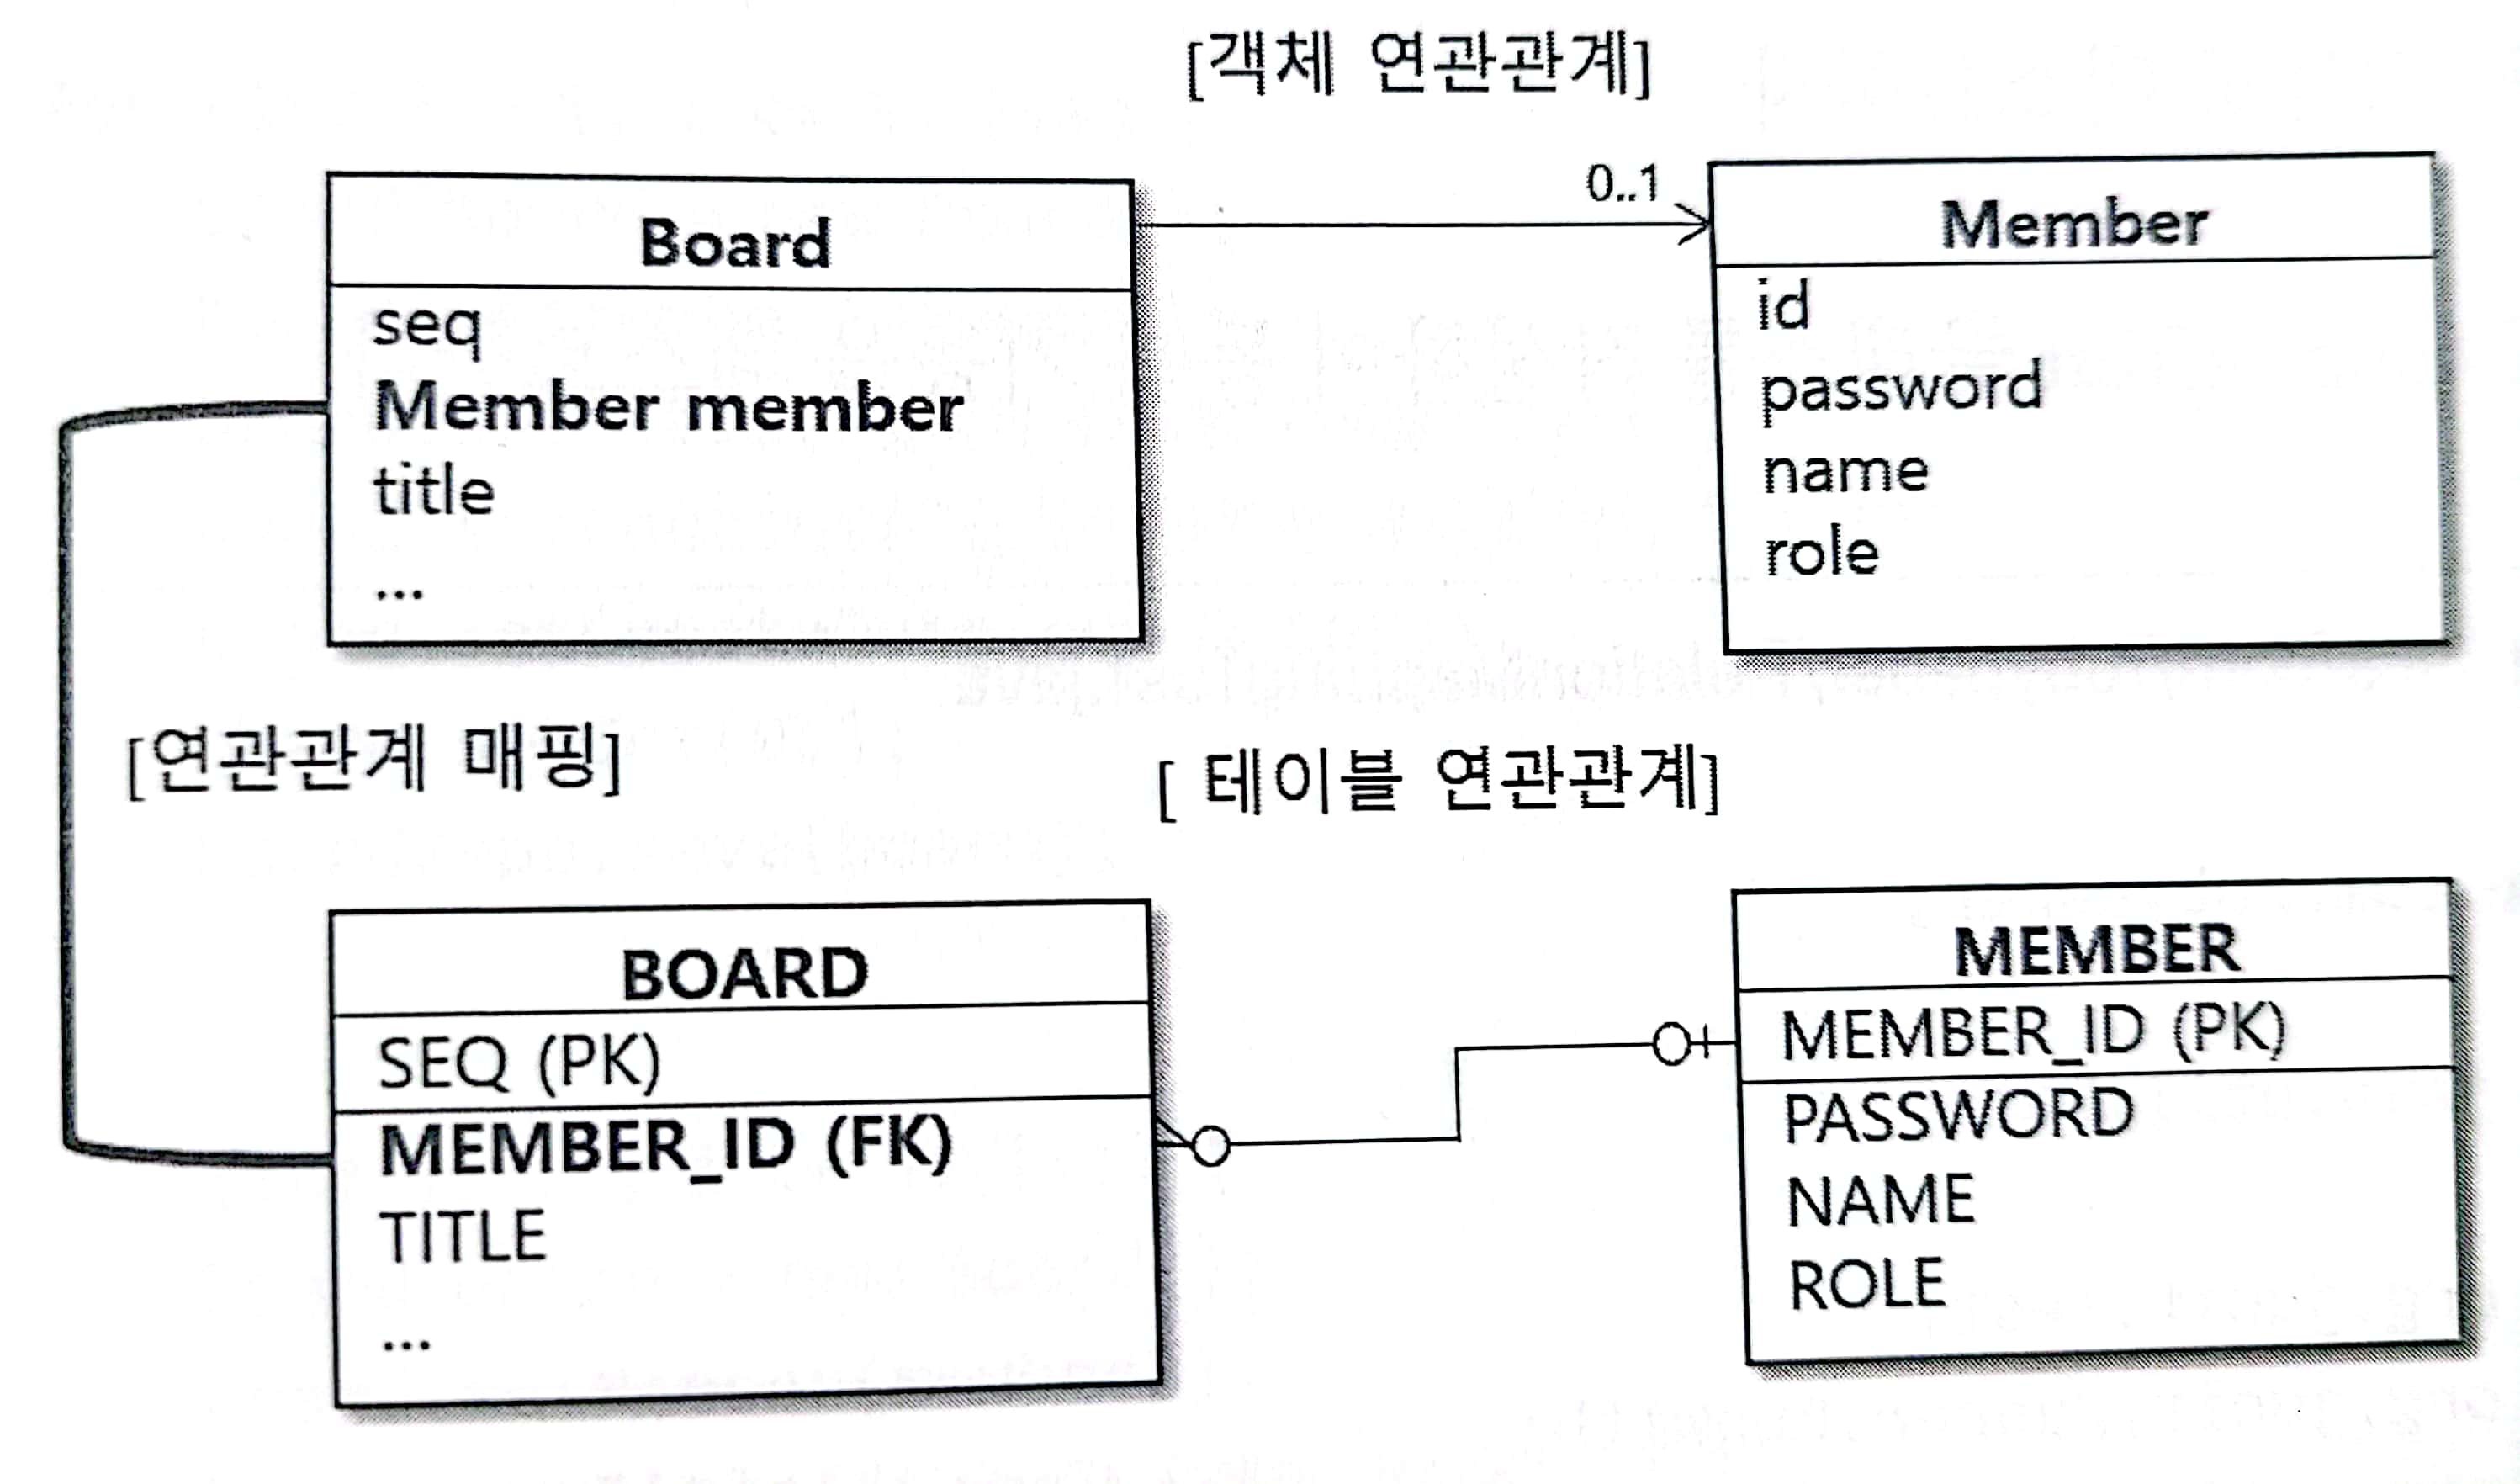 [객체 연관관계]
0..1
Board
seq
Member member
title
...
Member
id
password
name
role
[연관관계 매핑]
[ 테이블 연관관계]
BOARD
SEQ (PK)
MEMBER_ID (FK)
TITLE
...
MEMBER
MEMBER_ID (PK)
PASSWORD
NAME
ROLE